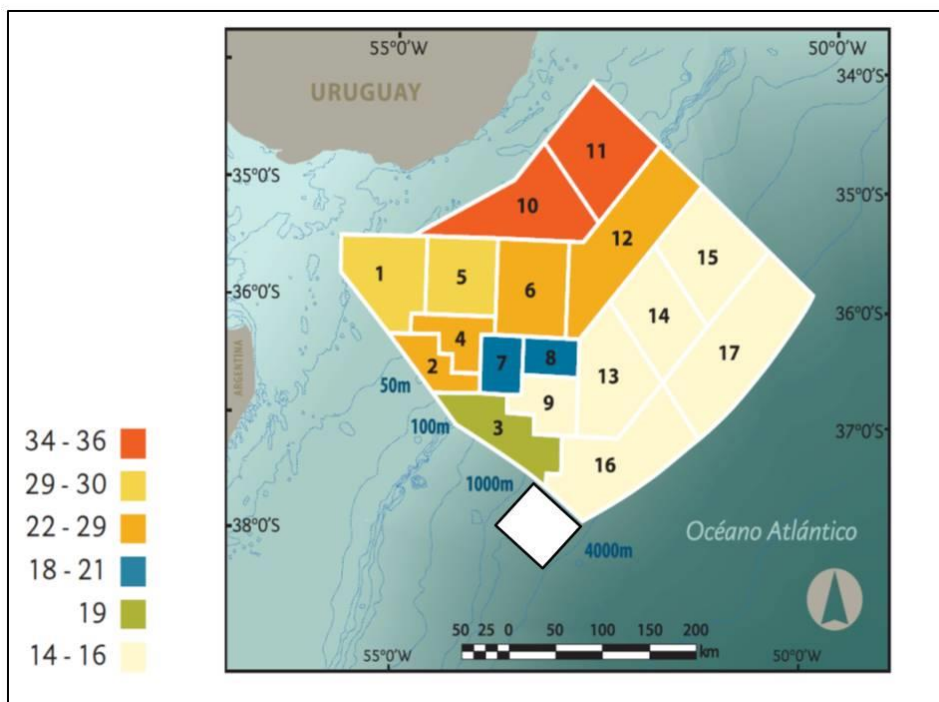 55°0'W
50°0'W
34°0'S
URUGUAY
11
35°0'S
35°0'S
10
12
15
1
5
6
36°0'S
36°0'S
14
4
7
8
17
2
13
ARGENTINA
50m
9
100m
3
37°0'S
34 - 36
16
29 - 30
1000m
22 - 29
38°0'S
Océano Atlántico
4000m
18 - 21
19
14 - 16
50 25 0 50 100 150 200
km
55°0'W
50°0'W